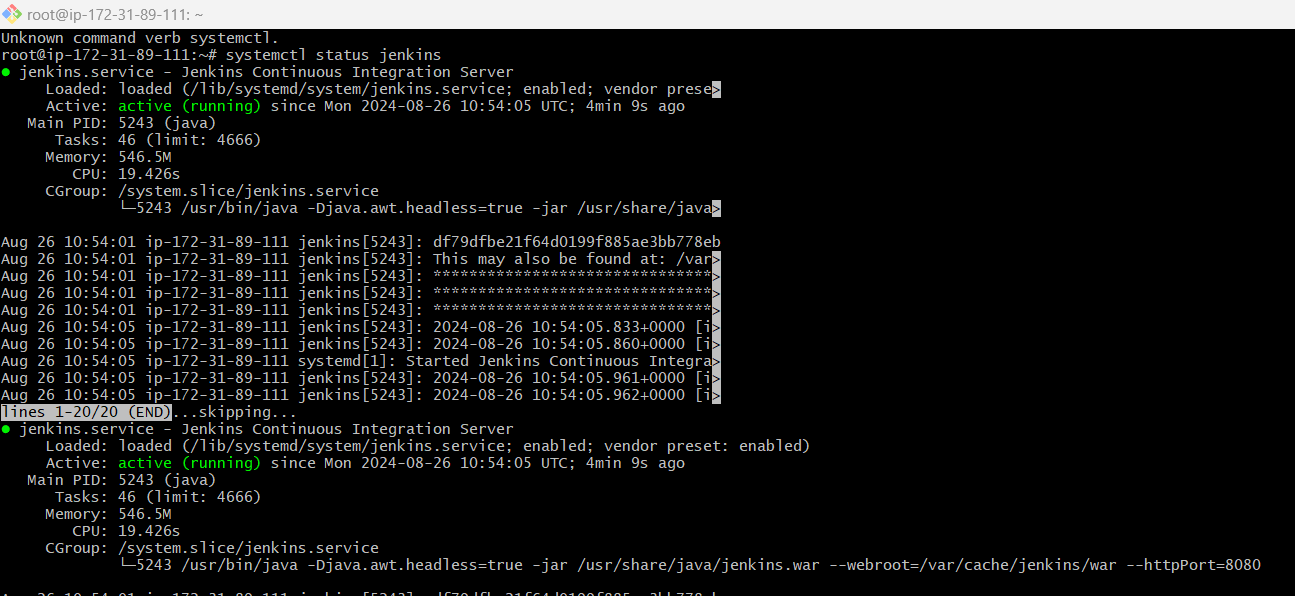 root@ip-172-31-89-111: ~
Unknown command verb systemctl.
root@ip-172-31-89-111:~# systemctl status jenkins
● jenkins.service - Jenkins Continuous Integration Server
     Loaded: loaded (/lib/systemd/system/jenkins.service; enabled; vendor prese>
     Active: active (running) since Mon 2024-08-26 10:54:05 UTC; 4min 9s ago
   Main PID: 5243 (java)
      Tasks: 46 (limit: 4666)
     Memory: 546.5M
        CPU: 19.426s
     CGroup: /system.slice/jenkins.service
             └─5243 /usr/bin/java -Djava.awt.headless=true -jar /usr/share/java>
Aug 26 10:54:01 ip-172-31-89-111 jenkins[5243]: df79dfbe21f64d0199f885ae3bb778eb
Aug 26 10:54:01 ip-172-31-89-111 jenkins[5243]: This may also be found at: /var>
Aug 26 10:54:01 ip-172-31-89-111 jenkins[5243]: *******************************>
Aug 26 10:54:01 ip-172-31-89-111 jenkins[5243]: *******************************>
Aug 26 10:54:01 ip-172-31-89-111 jenkins[5243]: *******************************>
Aug 26 10:54:05 ip-172-31-89-111 jenkins[5243]: 2024-08-26 10:54:05.833+0000 [i>
Aug 26 10:54:05 ip-172-31-89-111 jenkins[5243]: 2024-08-26 10:54:05.860+0000 [i>
Aug 26 10:54:05 ip-172-31-89-111 systemd[1]: Started Jenkins Continuous Integra>
Aug 26 10:54:05 ip-172-31-89-111 jenkins[5243]: 2024-08-26 10:54:05.961+0000 [i>
Aug 26 10:54:05 ip-172-31-89-111 jenkins[5243]: 2024-08-26 10:54:05.962+0000 [i>
lines 1-20/20 (END)...skipping...
● jenkins.service - Jenkins Continuous Integration Server
     Loaded: loaded (/lib/systemd/system/jenkins.service; enabled; vendor preset: enabled)
     Active: active (running) since Mon 2024-08-26 10:54:05 UTC; 4min 9s ago
   Main PID: 5243 (java)
      Tasks: 46 (limit: 4666)
     Memory: 546.5M
        CPU: 19.426s
     CGroup: /system.slice/jenkins.service
             └─5243 /usr/bin/java -Djava.awt.headless=true -jar /usr/share/java/jenkins.war --webroot=/var/cache/jenkins/war --httpPort=8080